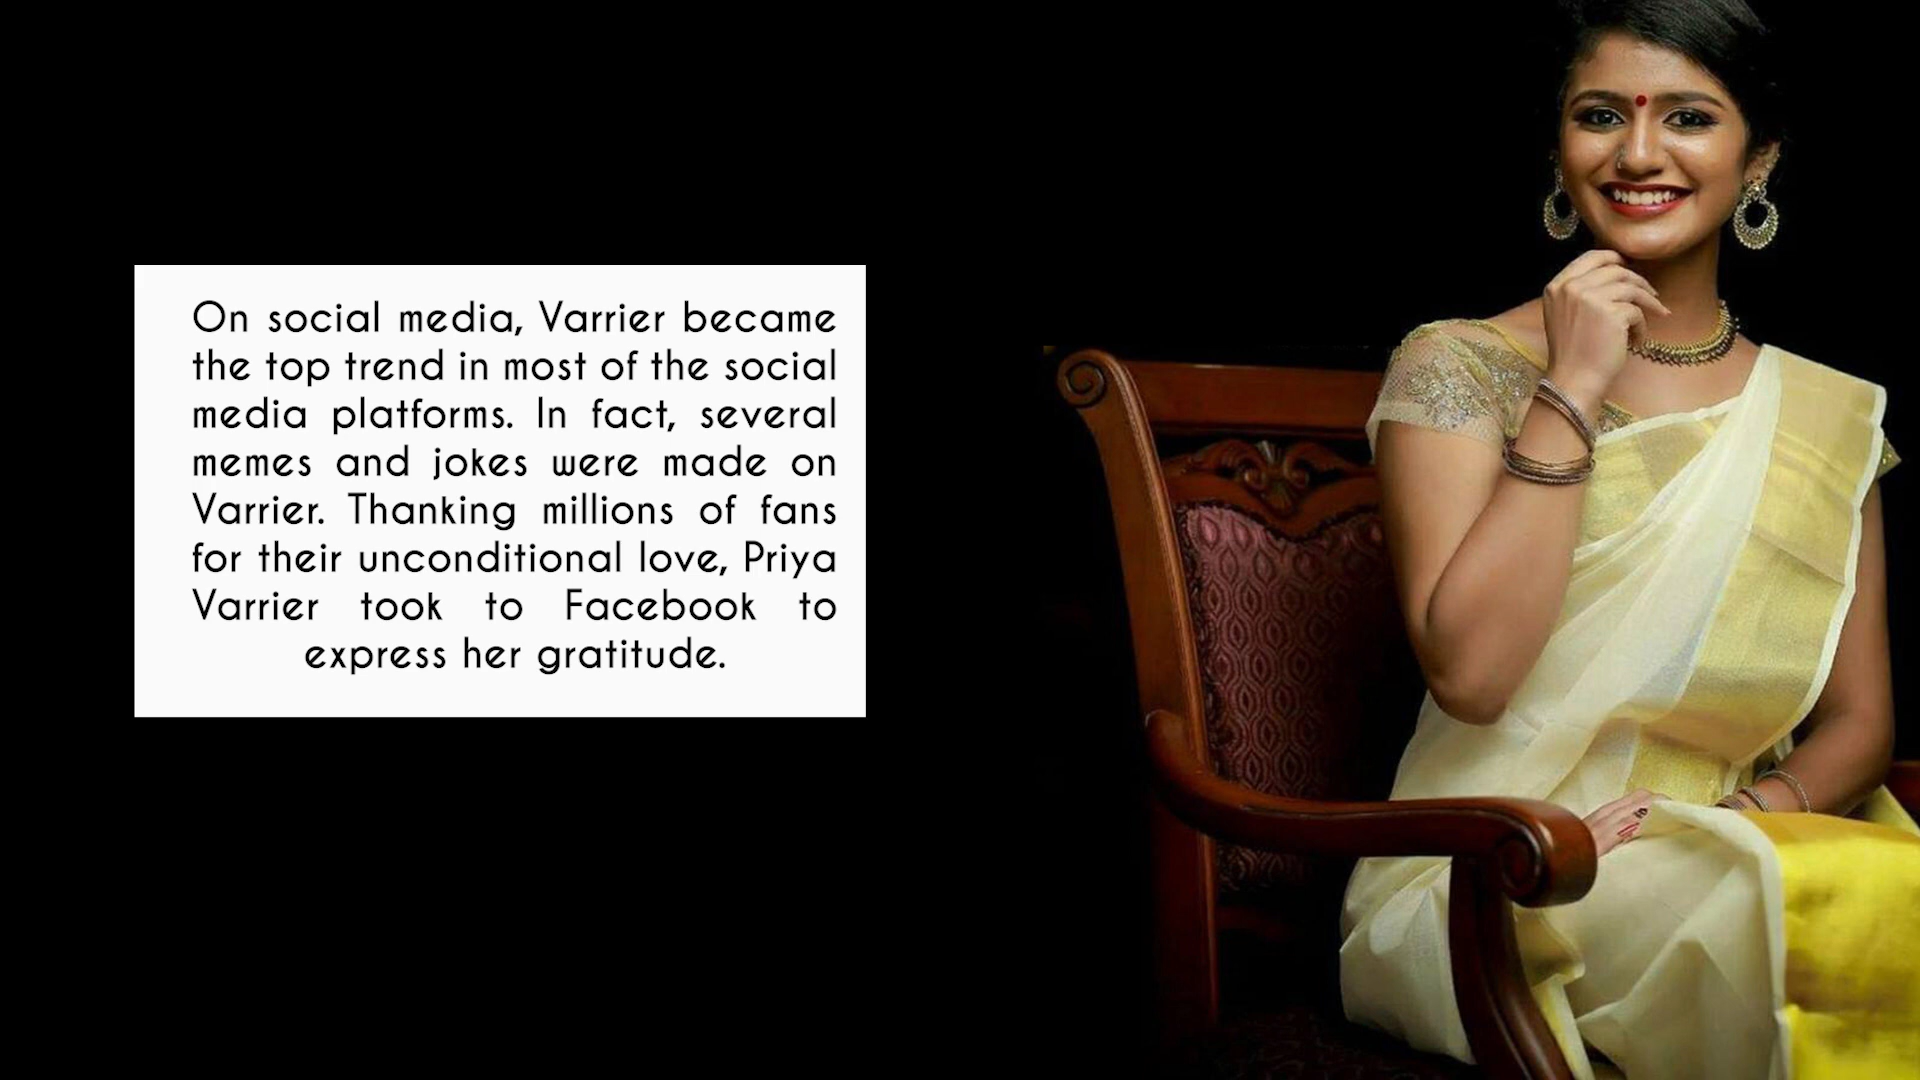 On social media, Varrier became
the top trend in most of the social
media platforms. In fact, several
memes and jokes were made on
Varrier. Thanking millions of fans
for their unconditional love, Priya
Varrier took to Facebook to
express her gratitude.